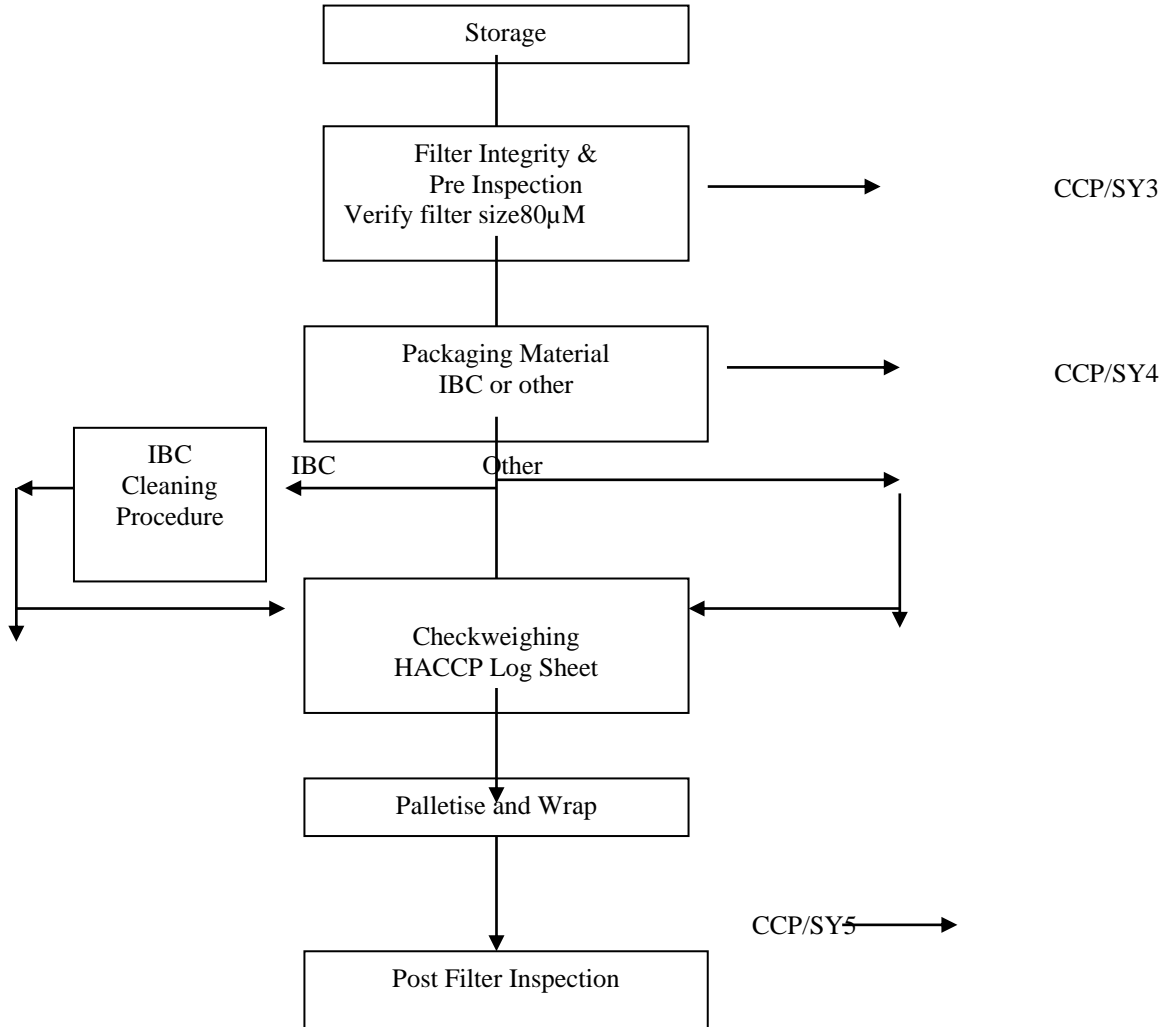 Storage
Filter Integrity &
Pre Inspection
Verify filter size80µM
CCP/SY3
Packaging Material
IBC or other
CCP/SY4
IBC
Cleaning
Procedure
IBC
Other
Checkweighing
HACCP Log Sheet
Palletise and Wrap
CCP/SY5
Post Filter Inspection